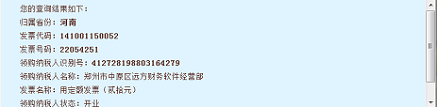 您的查询结果如下：
归属省份：河南
发票代码：141001150052
发票号码：22054251
领购纳税人识别号：412728198803164279
领购纳税人名称：郑州市中原区远方财务软件经营部
发票名称：用定额发票（贰拾元）
领购纳税人状态：开业